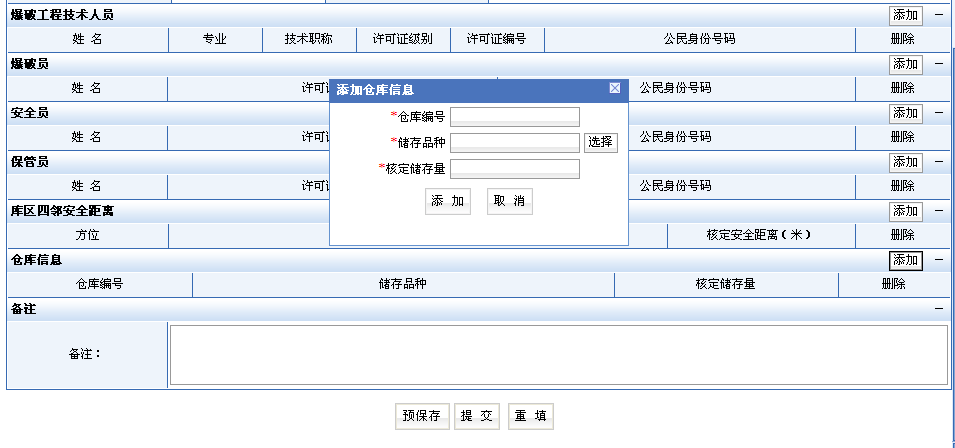 爆破工程技术人员 添加
姓 名 专业 技术职称 许可证级别 许可证编号 公民身份号码 删除
爆破员 添加
姓 名 许可 公民身份号码 删除
安全员 添加
姓 名 许可 公民身份号码 删除
保管员 添加
姓 名 许可 公民身份号码 删除
库区四邻安全距离 添加
方位 核定安全距离（米） 删除
添加仓库信息
*仓库编号
*储存品种 选择
*核定储存量
添 加 取 消
仓库信息 添加
仓库编号 储存品种 核定储存量 删除
备注
备注：
预保存 提 交 重 填